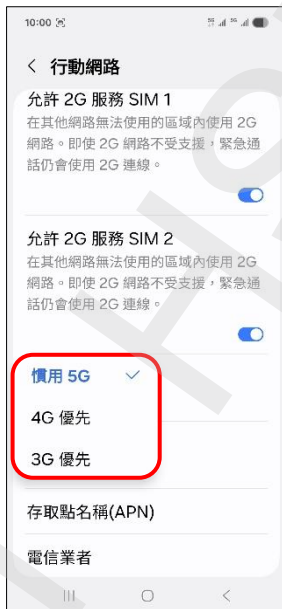 10:00
行動網路
允許 2G 服務 SIM 1
在其他網路無法使用的區域內使用 2G
網路。即使 2G 網路不受支援，緊急通
話仍會使用 2G 連線。
允許 2G 服務 SIM 2
在其他網路無法使用的區域內使用 2G
網路。即使 2G 網路不受支援，緊急通
話仍會使用 2G 連線。
慣用 5G
4G 優先
3G 優先
存取點名稱(APN)
電信業者